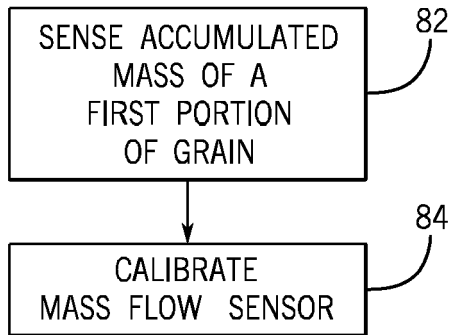 SENSE ACCUMULATED
MASS OF A
FIRST PORTION
OF GRAIN
82
CALIBRATE
MASS FLOW SENSOR
84